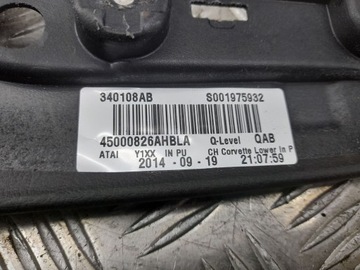 340108AB S001975932
45000826AHBLA Q-Level QAB
ATAI Y1XX IN PU CH Corvette Lower In P
2014 -09 -19 21:07:59